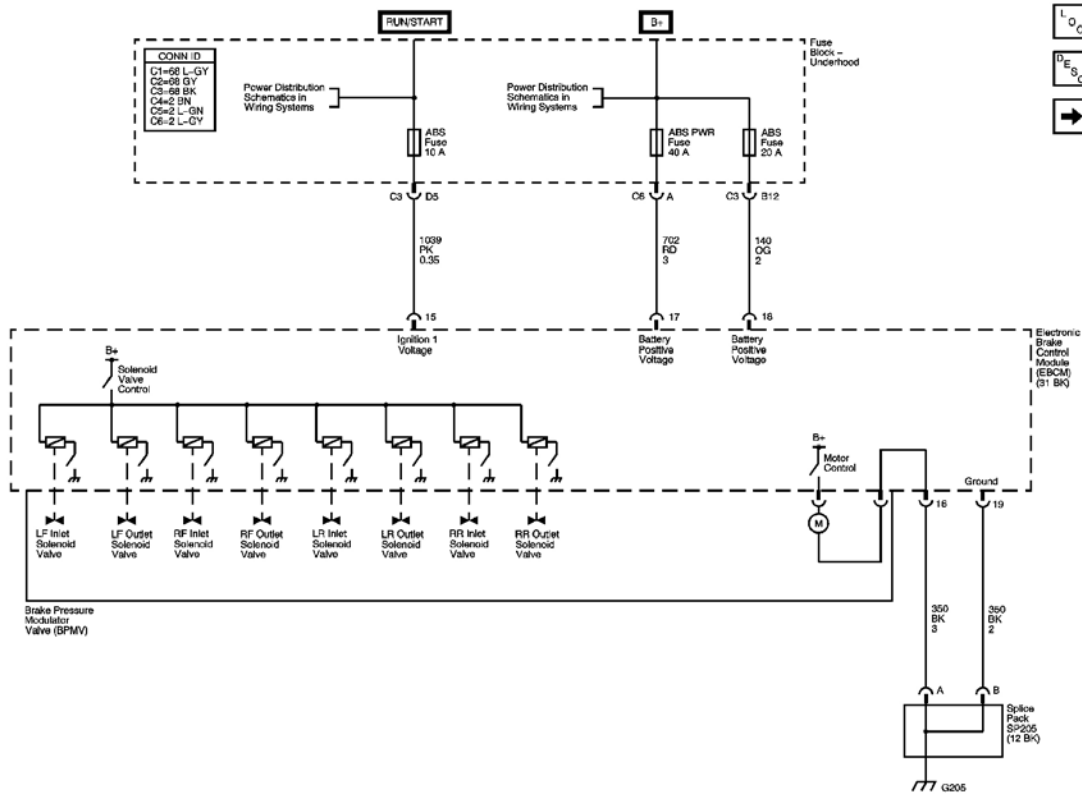 RUN/START
B+
L
O
C
D
E
S
C
Fuse
Block –
Underhood
CONN ID
C1=68 L-GY
C2=68 GY
C3=68 BK
C4=2 BN
C5=2 L-GN
C6=2 L-GY
Power Distribution
Schematics in
Wiring Systems
Power Distribution
Schematics in
Wiring Systems
ABS
Fuse
10 A
ABS PWR
Fuse
40 A
ABS
Fuse
20 A
C3 D5
C6 A
C3 B12
1039
PK
0.35
702
RD
3
140
OG
2
15
17
18
Ignition 1
Voltage
Battery
Positive
Voltage
Battery
Positive
Voltage
Electronic
Brake
Control
Module
(EBCM)
(31 BK)
B+
Solenoid
Valve
Control
B+
Motor
Control
Ground
16
19
M
LF Inlet
Solenoid
Valve
LF Outlet
Solenoid
Valve
RF Inlet
Solenoid
Valve
RF Outlet
Solenoid
Valve
LR Inlet
Solenoid
Valve
LR Outlet
Solenoid
Valve
RR Inlet
Solenoid
Valve
RR Outlet
Solenoid
Valve
Brake Pressure
Modulator
Valve (BPMV)
350
BK
3
350
BK
2
A
B
Splice
Pack
SP205
(12 BK)
G205